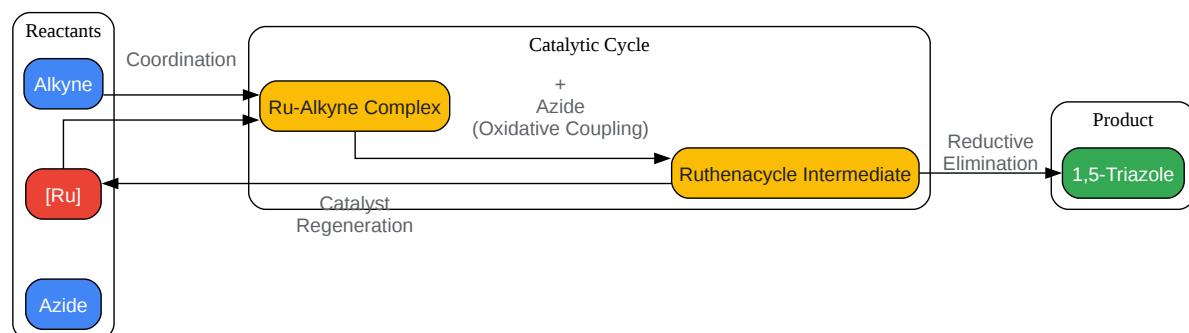 Reactants
Alkyne
[Ru]
Azide
Coordination
Catalytic Cycle
Ru-Alkyne Complex
+
Azide
(Oxidative Coupling)
Ruthenacycle Intermediate
Catalyst
Regeneration
Reductive
Elimination
Product
1,5-Triazole